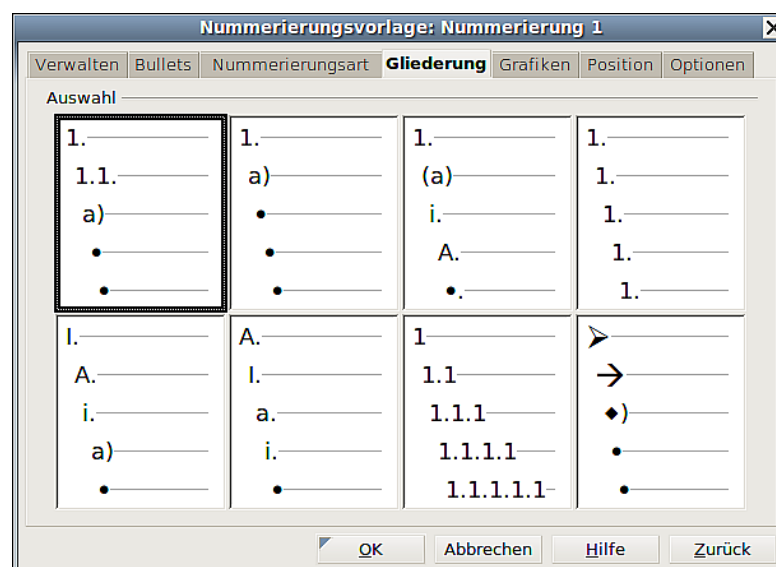 Nummerierungsvorlage: Nummerierung 1
Verwalten Bullets Nummerierungsart Gliederung Grafiken Position Optionen
Auswahl
1. 1. 1. 1.
1.1. a) (a) 1.
a) • i. 1.
• • A. 1.
• • •. 1.
I. A. 1 ➢
A. I. 1.1 →
i. a. 1.1.1 ◆)
a) i. 1.1.1.1 •
• • 1.1.1.1.1 •
OK Abbrechen Hilfe Zurück